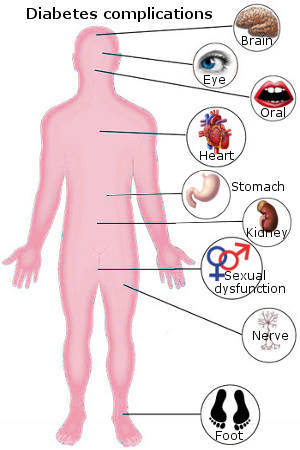 Diabetes complications
Brain
Eye
Oral
Heart
Stomach
Kidney
Sexual
dysfunction
Nerve
Foot